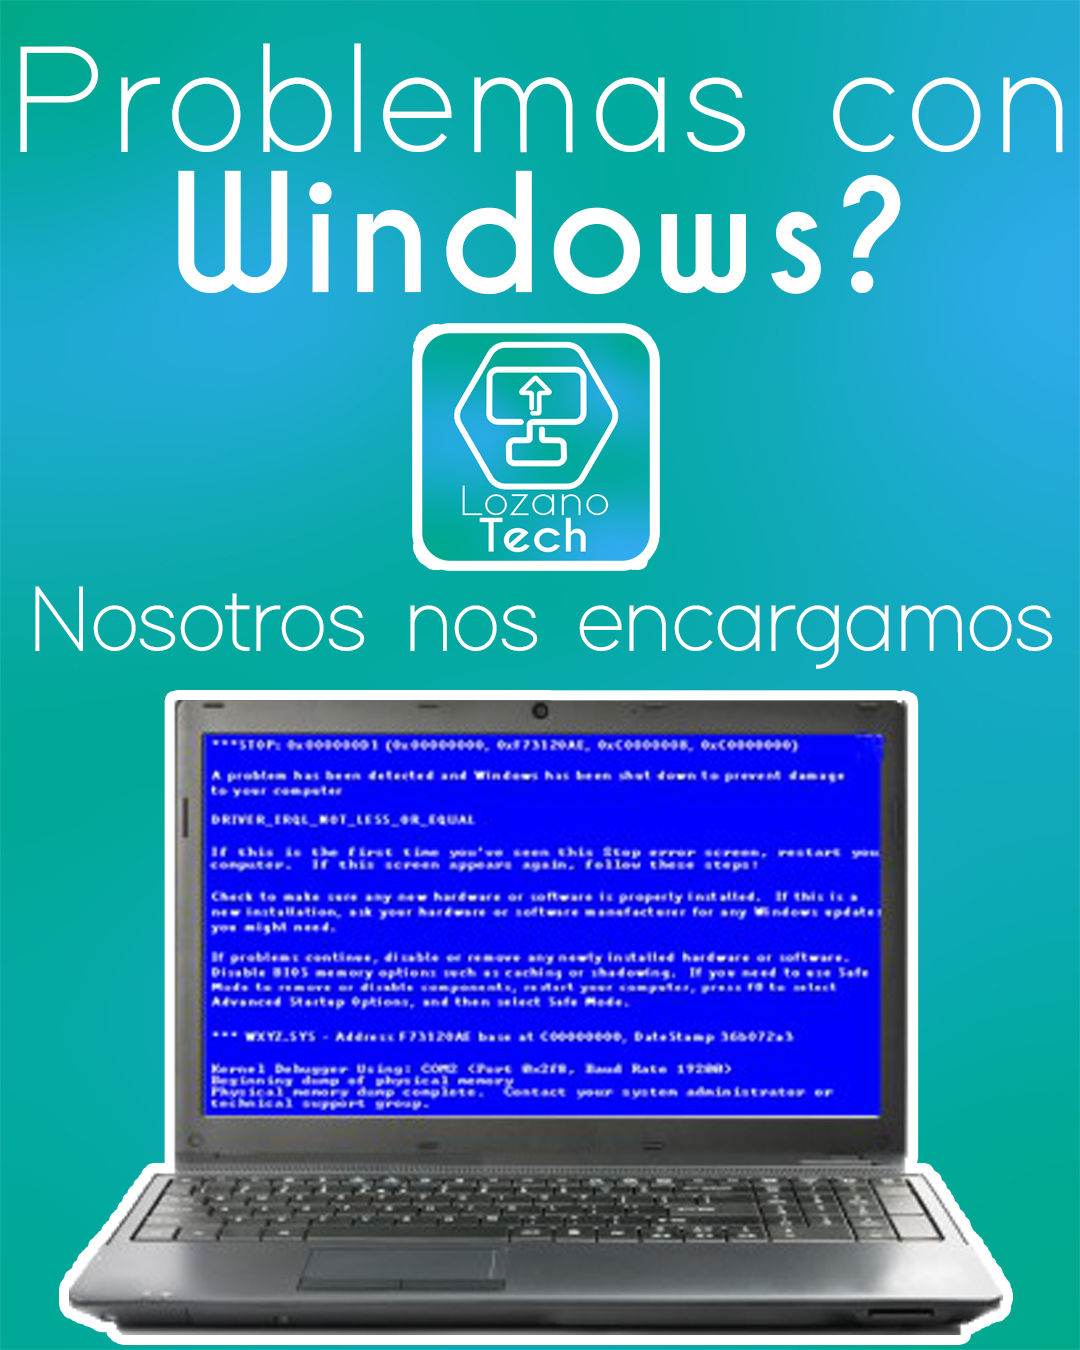 Problemas con
Windows?
Lozano
Tech
Nosotros nos encargamos
***STOP: 0x000000D1 (0x00000000, 0xF73120AE, 0xC0000008, 0xC0000000)
A problem has been detected and Windows has been shut down to prevent damage
to your computer
DRIVER_IRQL_NOT_LESS_OR_EQUAL
If this is the first time you've seen this Stop error screen, restart you
computer. If this screen appears again, follow these steps:
Check to make sure any new hardware or software is properly installed. If this is a
new installation, ask your hardware or software manufacturer for any Windows updates
you might need.
If problems continue, disable or remove any newly installed hardware or software.
Disable BIOS memory options such as caching or shadowing. If you need to use Safe
Mode to remove or disable components, restart your computer, press F8 to select
Advanced Startup Options, and then select Safe Mode.
*** WXYZ.SYS - Address F73120AE base at C00000000, DateStamp 36b072a3
Kernel Debugger Using: COM2 (Port 0x2f8, Baud Rate 19200)
Beginning dump of physical memory
Physical memory dump complete. Contact your system administrator or
technical support group.